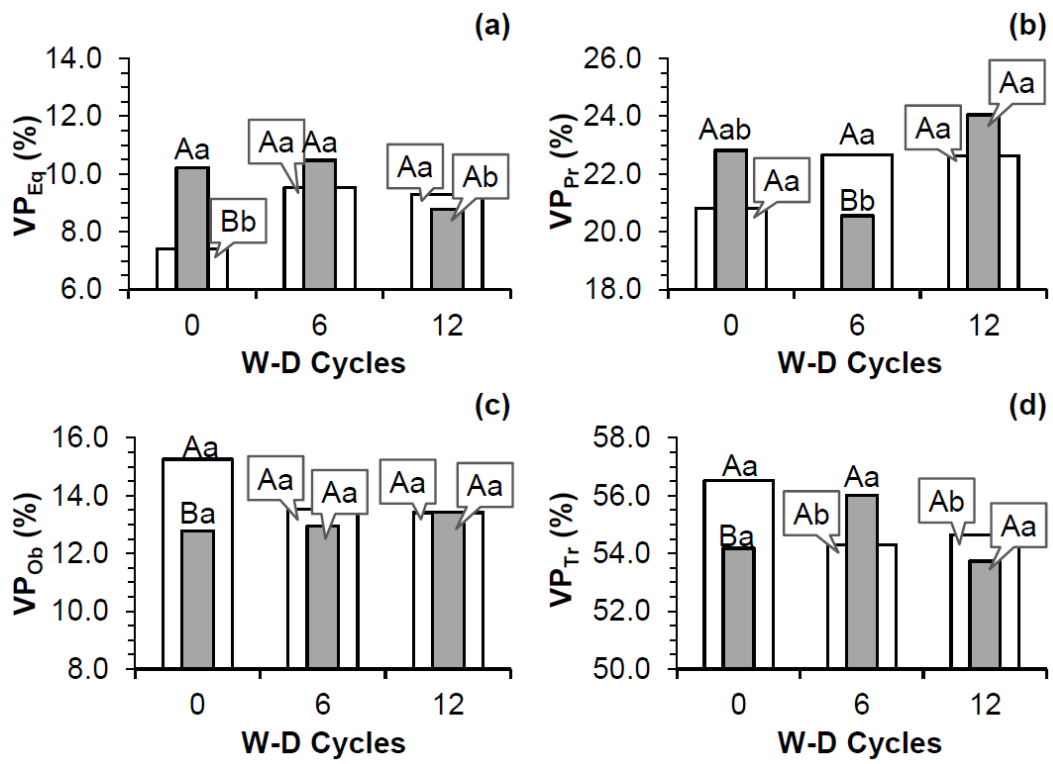 (a)
14.0
12.0
10.0
8.0
6.0
VP_Eq (%)
Aa
Bb
Aa
Aa
Aa
Ab
0 6 12
W-D Cycles
(b)
26.0
24.0
22.0
20.0
18.0
VP_Pr (%)
Aab
Aa
Aa
Bb
Aa
Aa
0 6 12
W-D Cycles
(c)
16.0
14.0
12.0
10.0
8.0
VP_Ob (%)
Aa
Ba
Aa
Aa
Aa
Aa
0 6 12
W-D Cycles
(d)
58.0
56.0
54.0
52.0
50.0
VP_Tr (%)
Aa
Ba
Ab
Aa
Ab
Aa
0 6 12
W-D Cycles